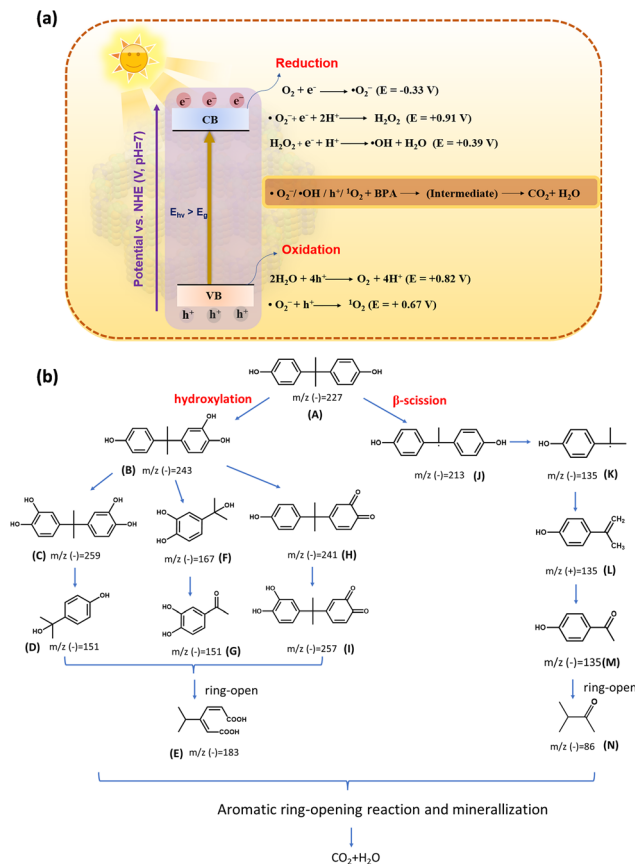 (a)
Reduction
O₂ + e⁻ → •O₂⁻ (E = -0.33 V)
e⁻ e⁻ e⁻
CB
• O₂⁻+ e⁻ + 2H⁺ → H₂O₂ (E = +0.91 V)
H₂O₂ + e⁻ + H⁺ → •OH + H₂O (E = +0.39 V)
Potential vs. NHE (V, pH=7)
• O₂⁻/ •OH / h⁺/ ¹O₂ + BPA → (Intermediate) → CO₂+ H₂O
Ehv > Eg
Oxidation
2H₂O + 4h⁺ → O₂ + 4H⁺ (E = +0.82 V)
VB
• O₂⁻ + h⁺ → ¹O₂ (E = + 0.67 V)
h⁺ h⁺ h⁺
(b)
HO OH
m/z (-)=227
(A)
hydroxylation
β-scission
OH
HO OH
(B) m/z (-)=243
HO OH
m/z (-)=213 (J)
HO
m/z (-)=135 (K)
HO OH
HO OH
(C) m/z (-)=259
OH
HO
HO
m/z (-)=167 (F)
O
HO O
m/z (-)=241 (H)
CH₂
HO CH₃
m/z (+)=135 (L)
OH
HO
(D) m/z (-)=151
O
HO
OH
m/z (-)=151 (G)
HO O
HO O
m/z (-)=257 (I)
O
HO
m/z (-)=135(M)
ring-open
ring-open
COOH
COOH
(E) m/z (-)=183
O
(N)
m/z (-)=86
Aromatic ring-opening reaction and minerallization
CO₂+H₂O